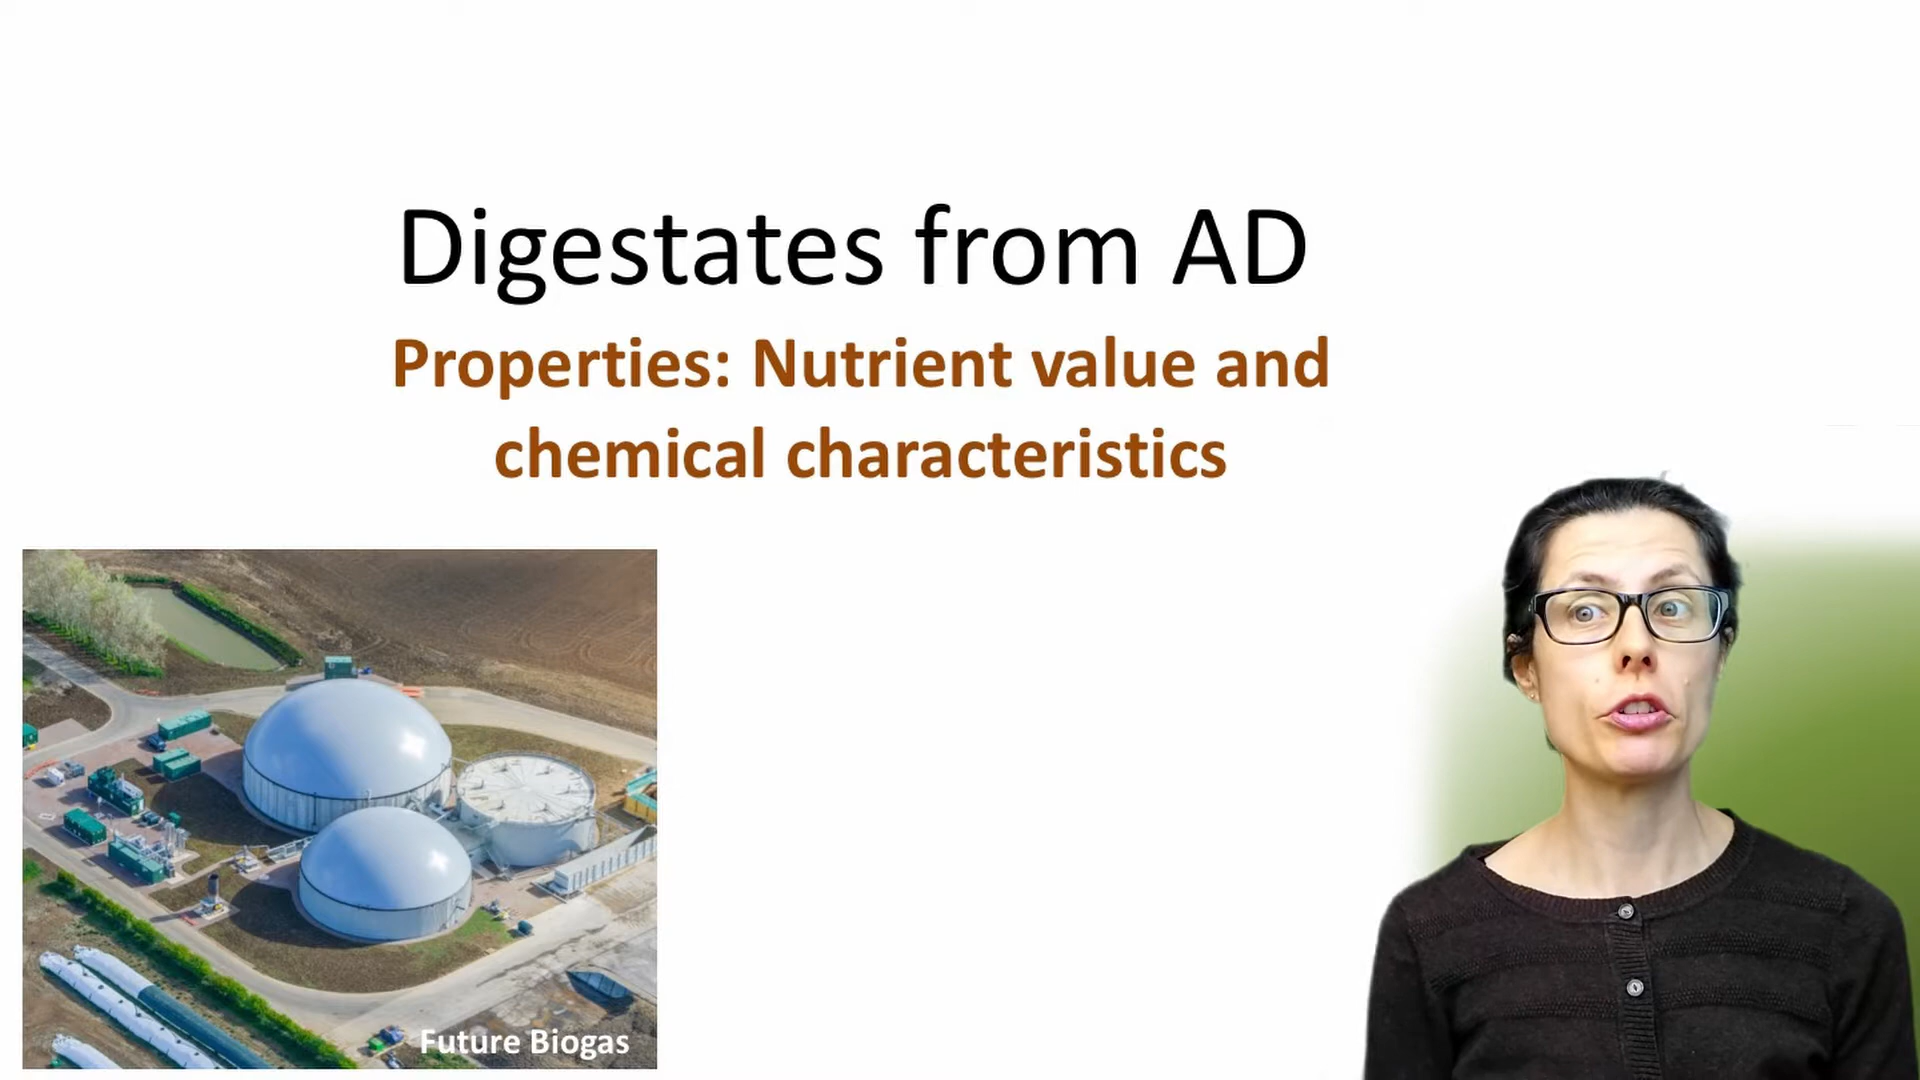 Digestates from AD
Properties: Nutrient value and
chemical characteristics
Future Biogas